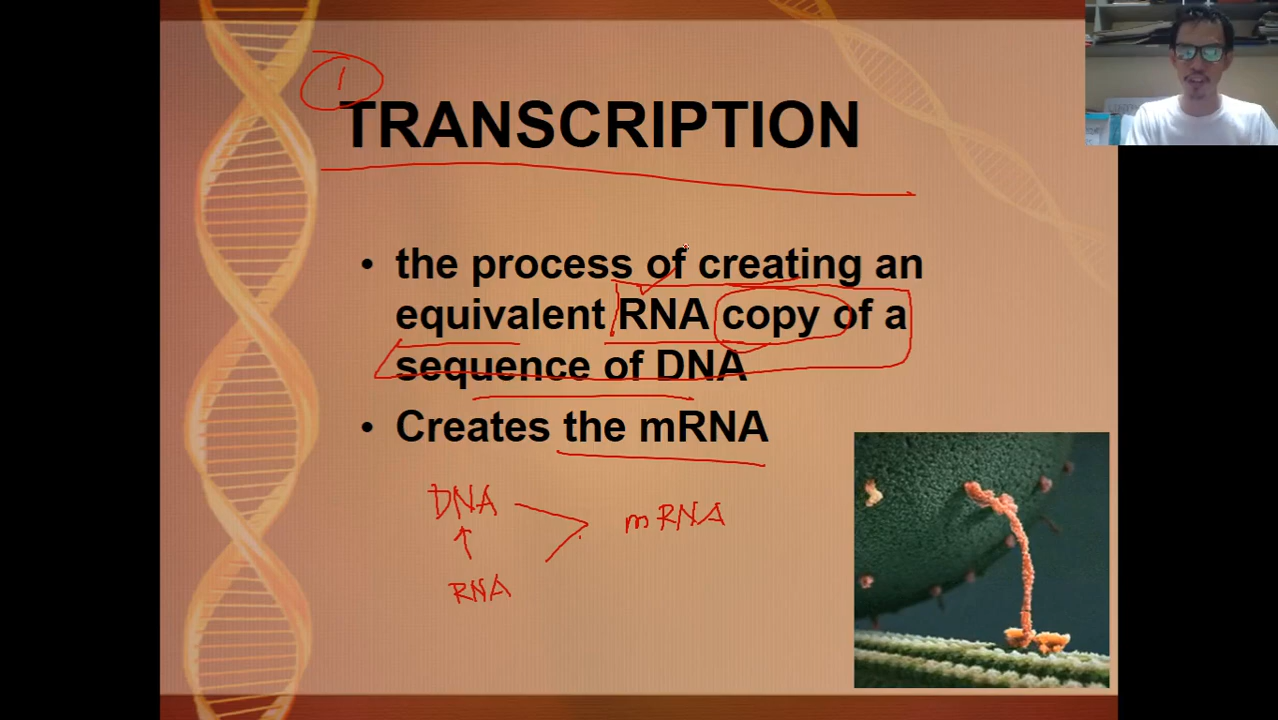 1
TRANSCRIPTION
• the process of creating an
equivalent RNA copy of a
sequence of DNA
• Creates the mRNA
DNA
mRNA
RNA